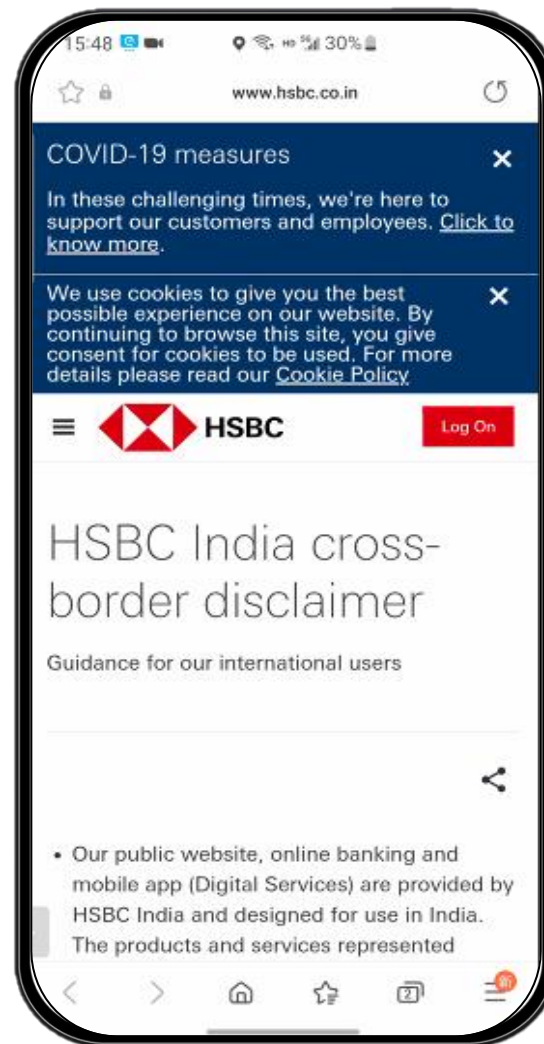 15:48 30%
www.hsbc.co.in
COVID-19 measures
In these challenging times, we're here to
support our customers and employees. Click to
know more.
We use cookies to give you the best
possible experience on our website. By
continuing to browse this site, you give
consent for cookies to be used. For more
details please read our Cookie Policy
HSBC Log On
HSBC India cross-
border disclaimer
Guidance for our international users
• Our public website, online banking and
mobile app (Digital Services) are provided by
HSBC India and designed for use in India.
The products and services represented
2 新